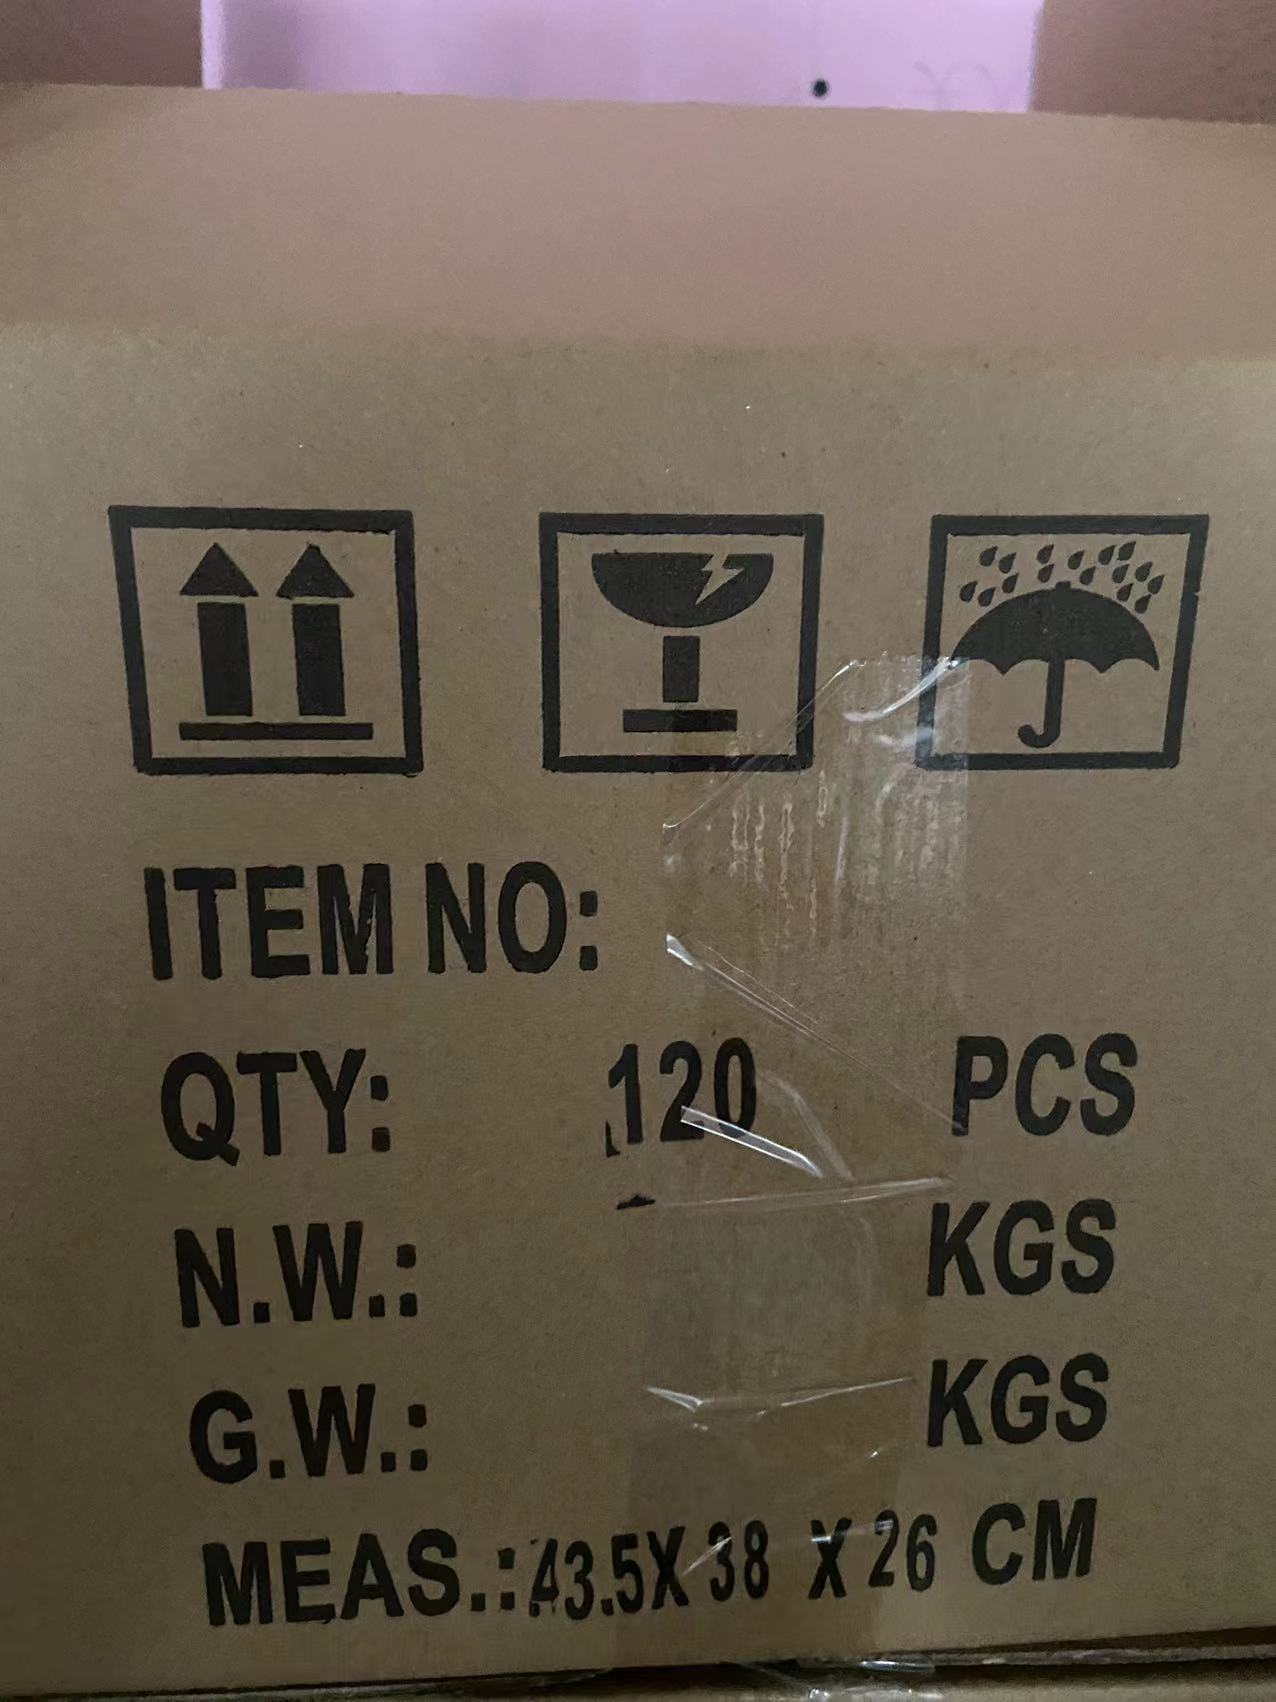 ITEM NO:
QTY: 120 PCS
N.W.: KGS
G.W.: KGS
MEAS.: 43.5X 38 X 26 CM